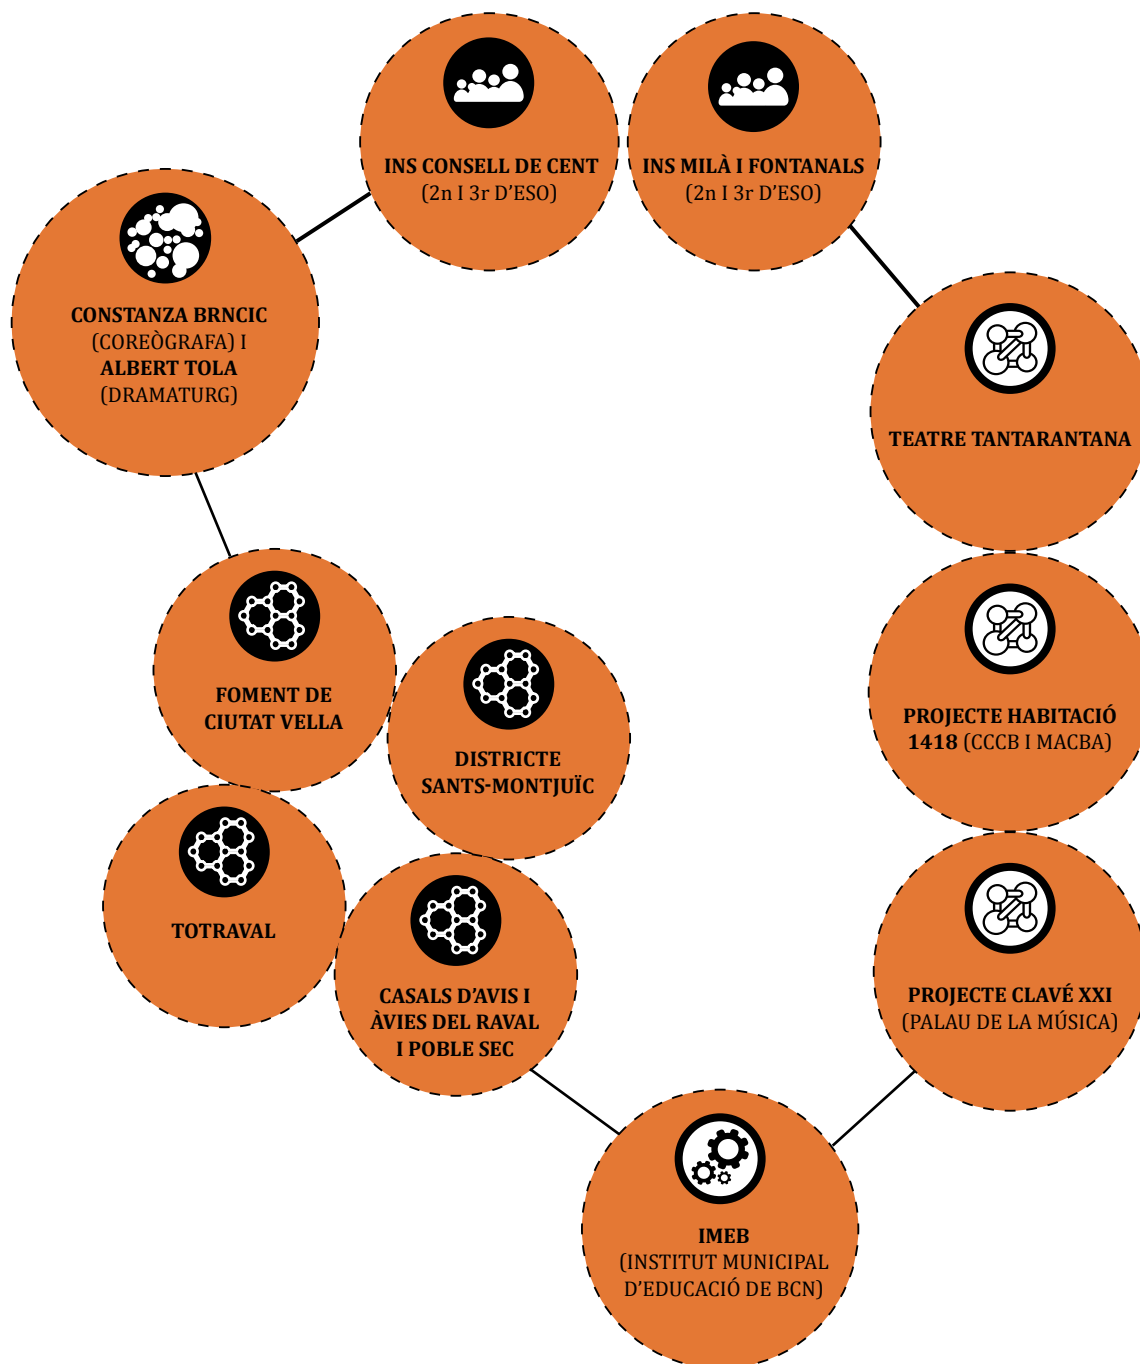 INS CONSELL DE CENT
(2n I 3r D’ESO)
INS MILÀ I FONTANALS
(2n I 3r D’ESO)
CONSTANZA BRNCIC
(COREÒGRAFA) I
ALBERT TOLA
(DRAMATURG)
TEATRE TANTARANTANA
FOMENT DE
CIUTAT VELLA
DISTRICTE
SANTS-MONTJUÏC
PROJECTE HABITACIÓ
1418 (CCCB I MACBA)
TOTRAVAL
CASALS D’AVIS I
ÀVIES DEL RAVAL
I POBLE SEC
PROJECTE CLAVÉ XXI
(PALAU DE LA MÚSICA)
IMEB
(INSTITUT MUNICIPAL
D’EDUCACIÓ DE BCN)